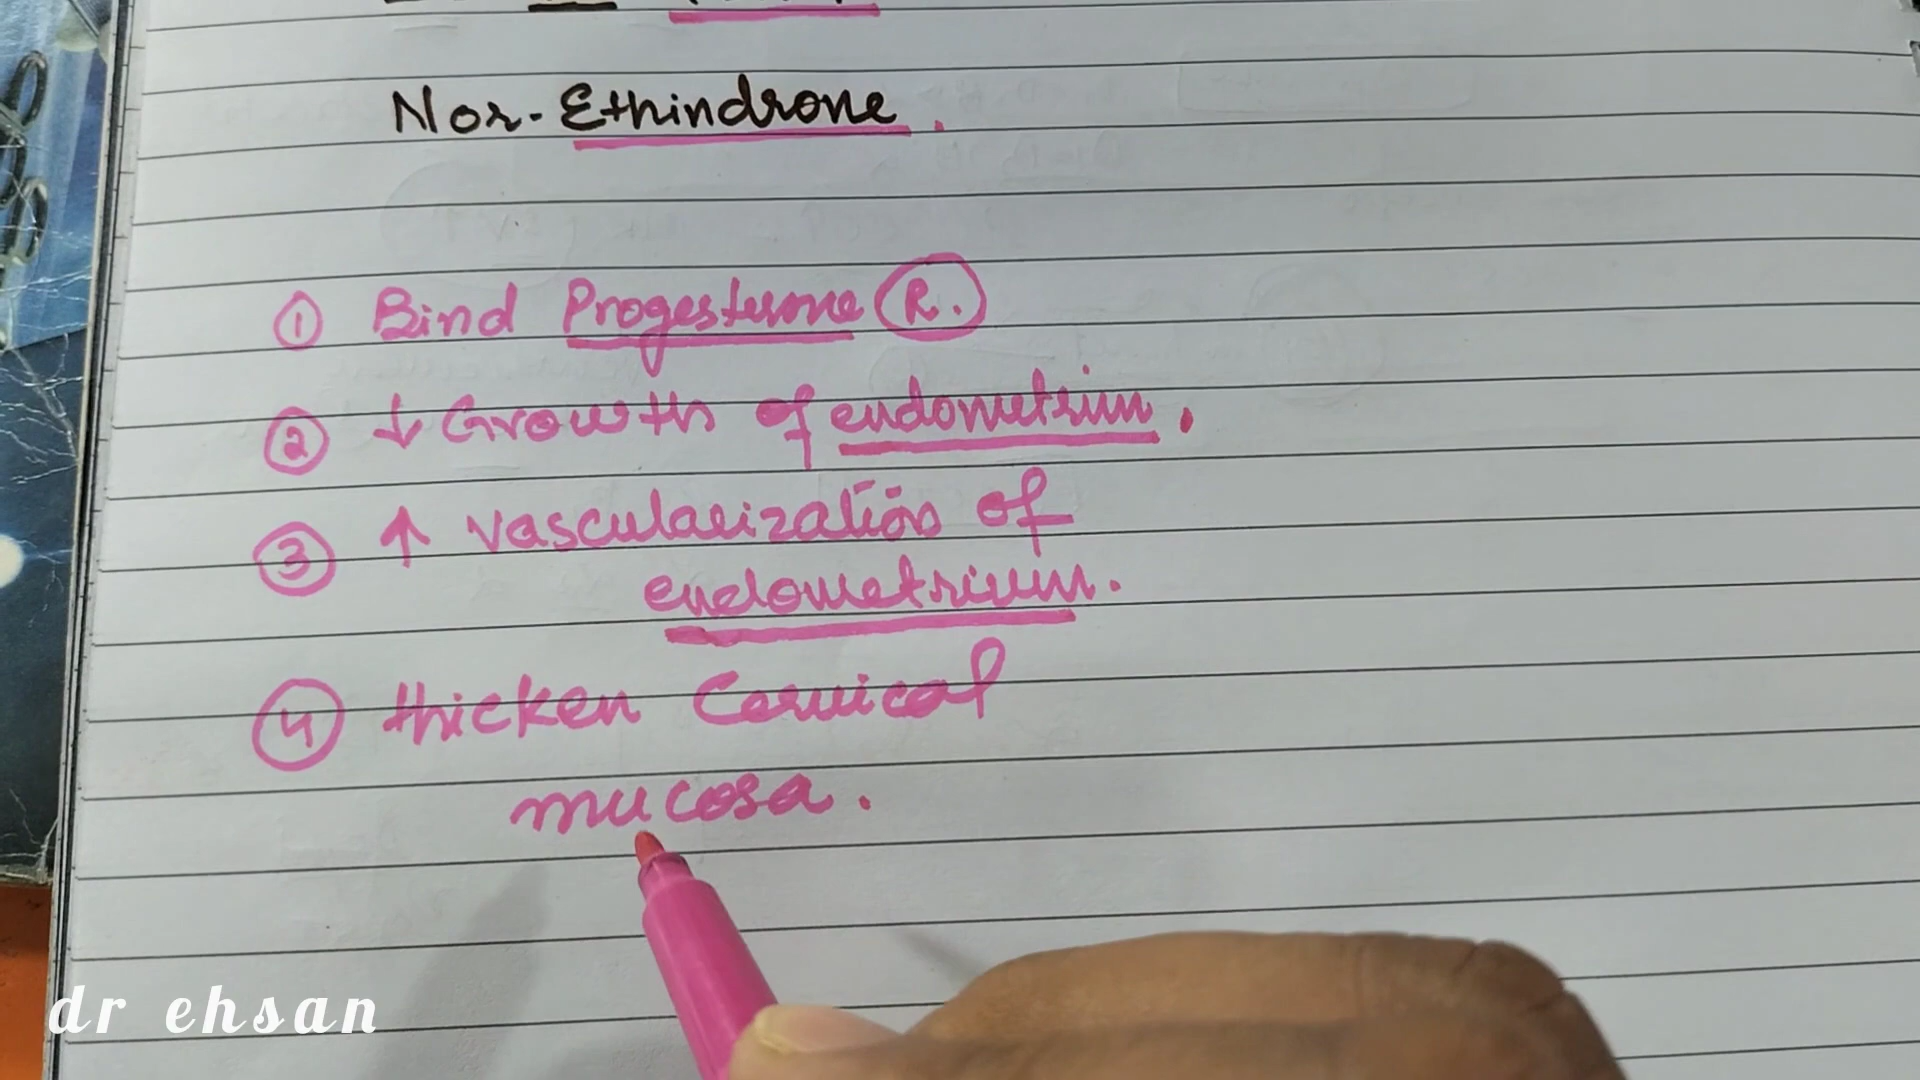 Nor-Ethindrone.
① Bind Progesterone (R.)
② ↓ Growth of endometrium.
③ ↑ vascularization of
endometrium.
④ thicken Cervical
mucosa.
dr ehsan